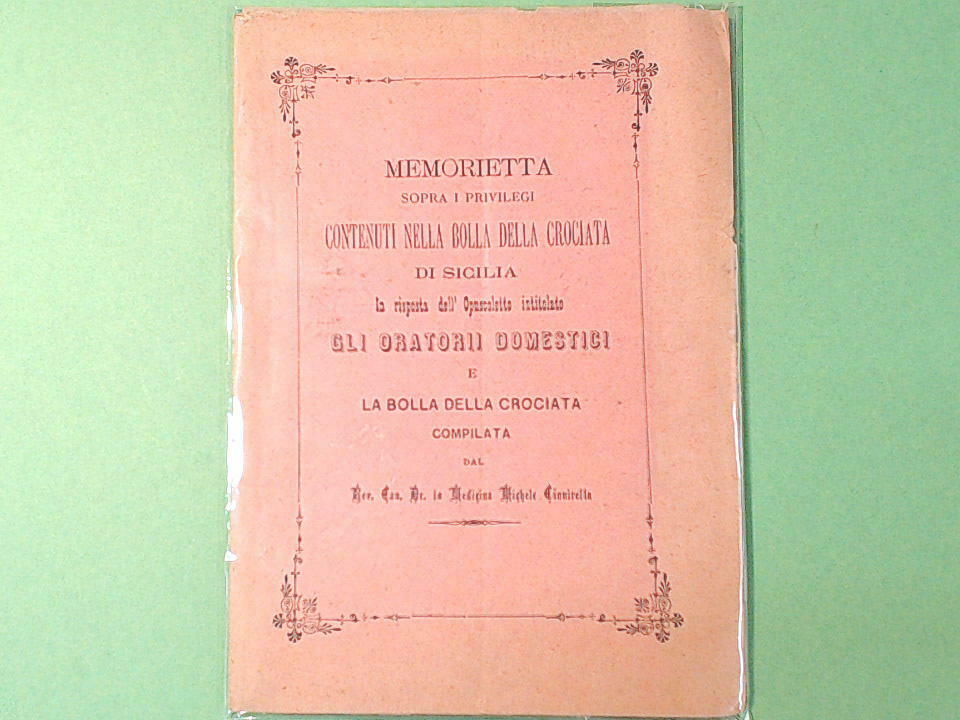 MEMORIETTA
SOPRA I PRIVILEGI
CONTENUTI NELLA BOLLA DELLA CROCIATA
DI SICILIA
In risposta dell' Opuscoletto intitolato
GLI ORATORII DOMESTICI
E
LA BOLLA DELLA CROCIATA
COMPILATA
DAL
Rev. Can. Dr. in Medicina Michele